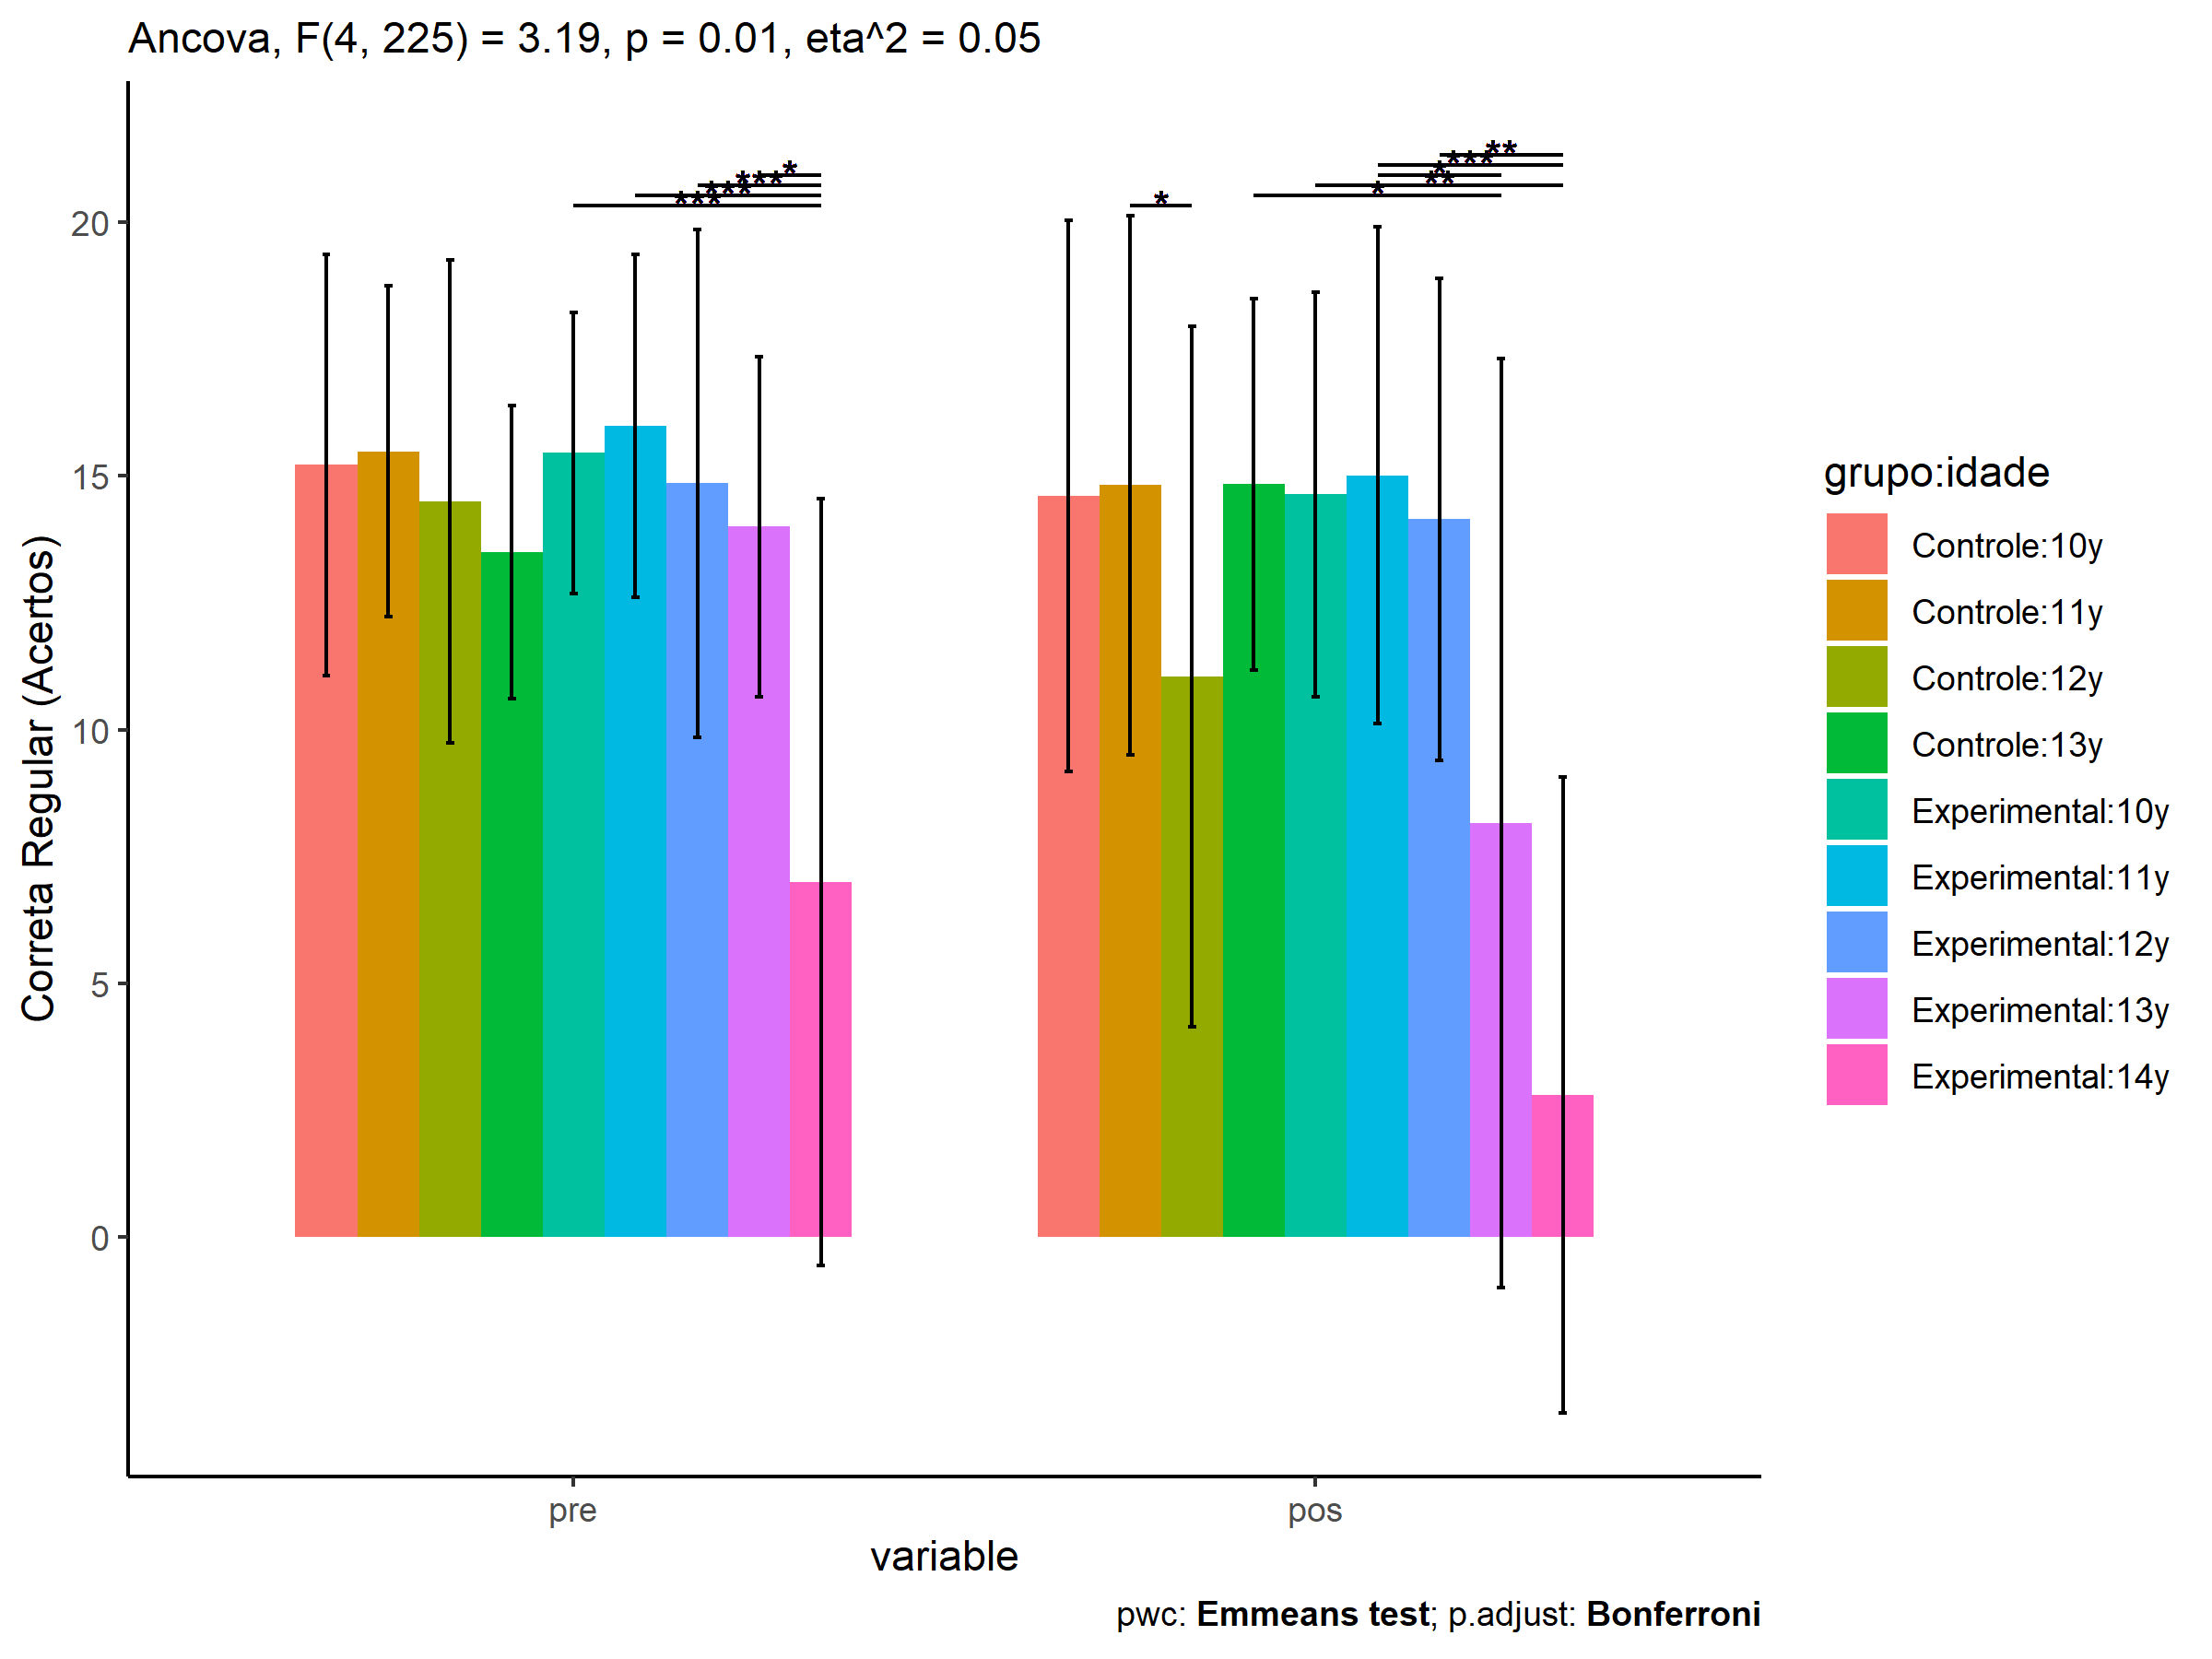 Ancova, F(4, 225) = 3.19, p = 0.01, eta^2 = 0.05
Correta Regular (Acertos)
20
15
10
5
0
*
***
***
***
*
*
**
*
***
**
pre
pos
variable
grupo:idade
Controle:10y
Controle:11y
Controle:12y
Controle:13y
Experimental:10y
Experimental:11y
Experimental:12y
Experimental:13y
Experimental:14y
pwc: Emmeans test; p.adjust: Bonferroni